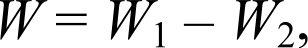 W = W₁ − W₂,